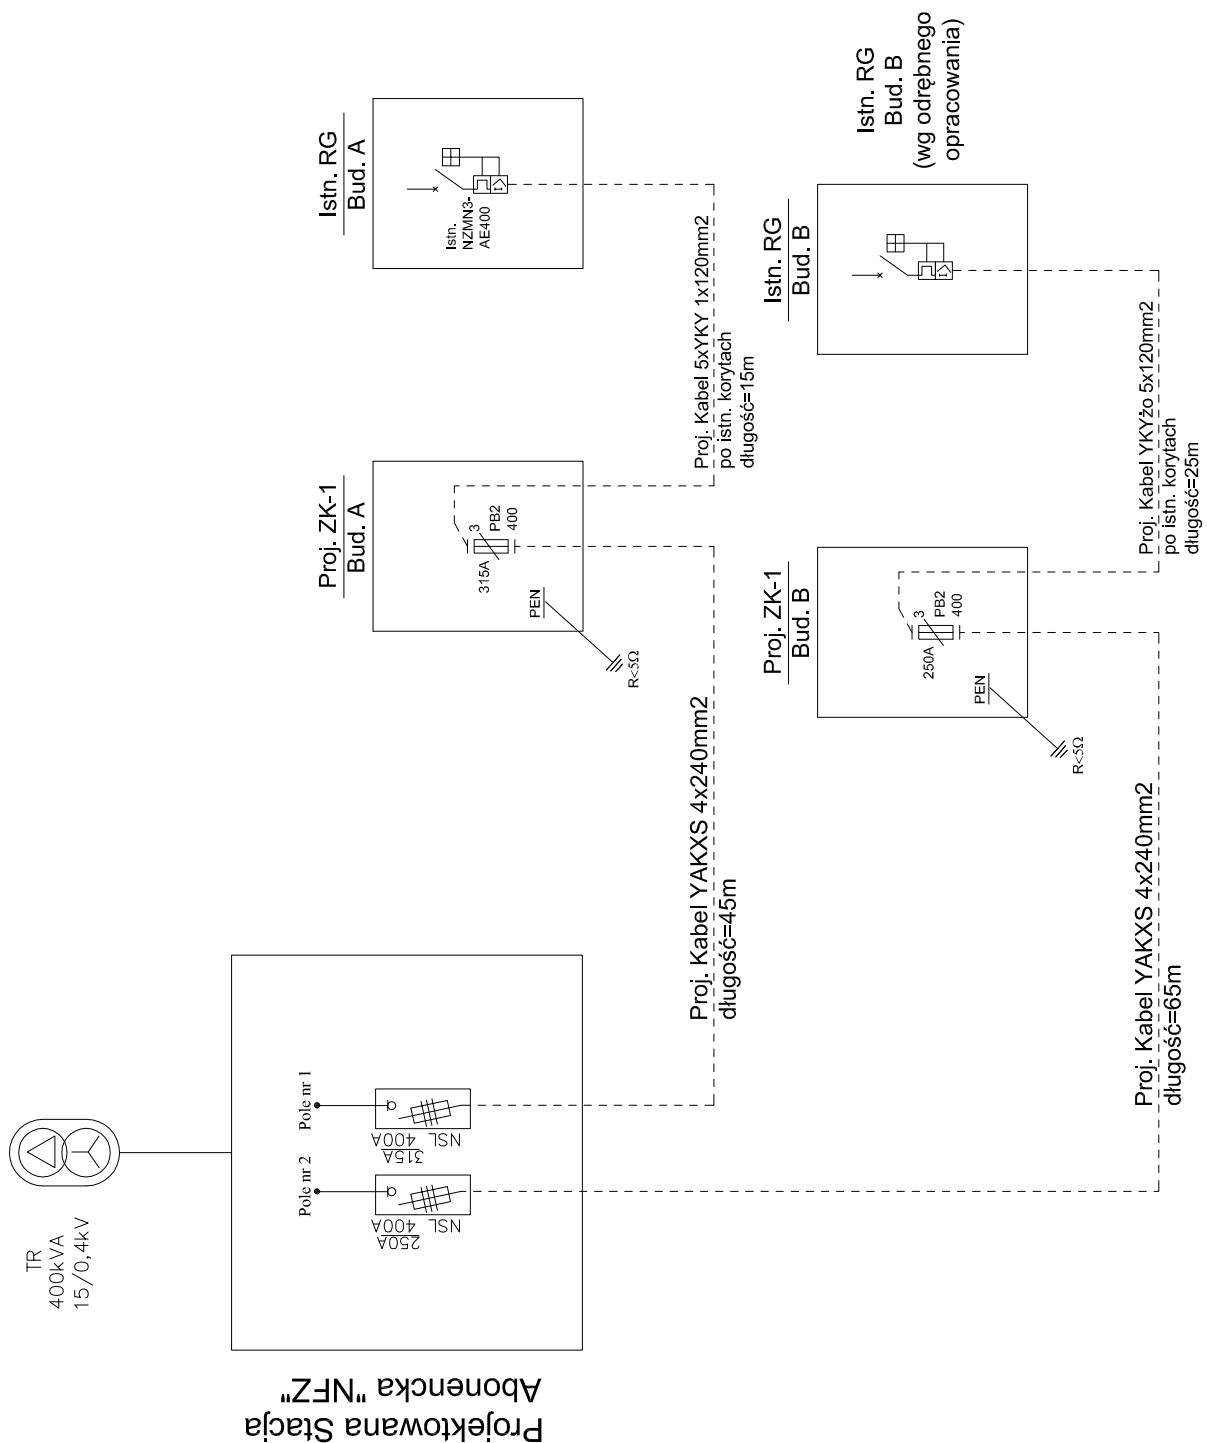 TR
400kVA
15/0,4kV
Projektowana Stacja
Abonencka "NFZ"
Pole nr 2
Pole nr 1
NSL
400A
250A
NSL
400A
315A
Proj. Kabel YAKXS 4x240mm2
długość=45m
Proj. ZK-1
Bud. A
315A
3
PB2
400
PEN
R<5Ω
Proj. Kabel 5xYKY 1x120mm2
po istn. korytach
długość=15m
Istn. RG
Bud. A
Istn.
NZMN3-
AE400
Proj. Kabel YAKXS 4x240mm2
długość=65m
Proj. ZK-1
Bud. B
250A
3
PB2
400
PEN
R<5Ω
Proj. Kabel YKYżo 5x120mm2
po istn. korytach
długość=25m
Istn. RG
Bud. B
Istn. RG
Bud. B
(wg odrębnego
opracowania)